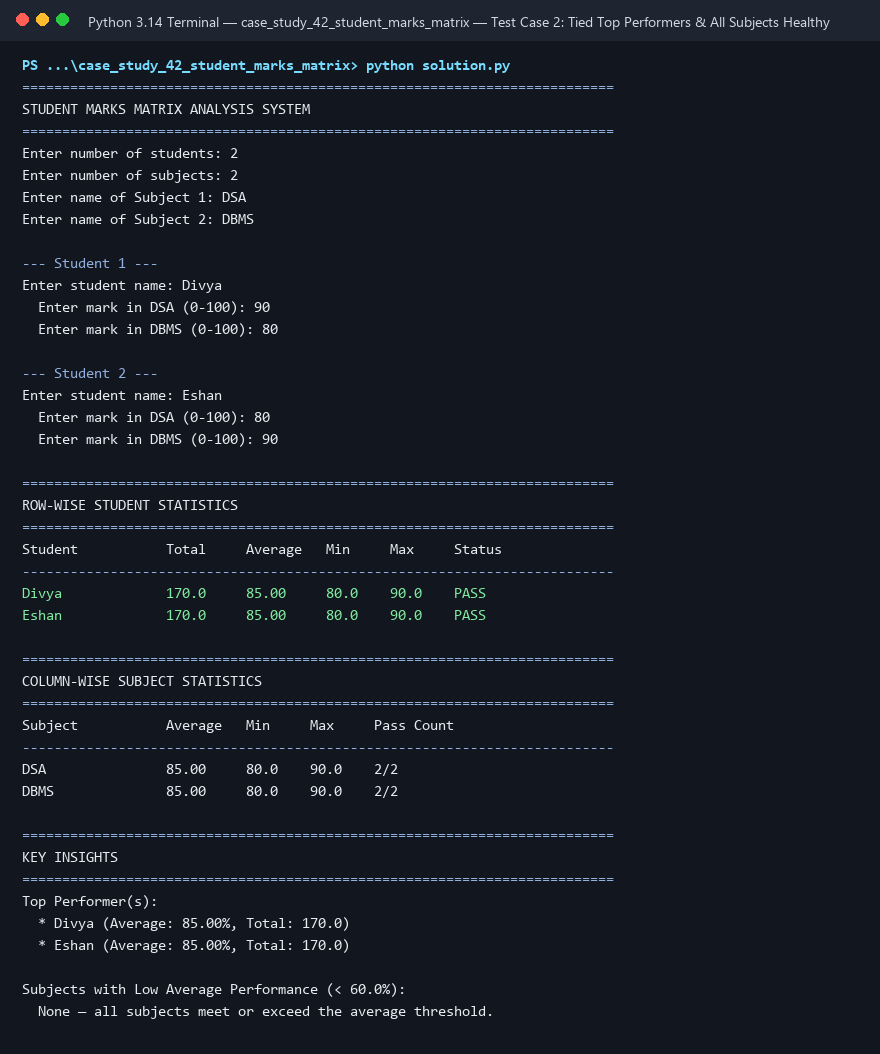 Python 3.14 Terminal — case_study_42_student_marks_matrix — Test Case 2: Tied Top Performers & All Subjects Healthy
PS ...\case_study_42_student_marks_matrix> python solution.py
==========================================================================
STUDENT MARKS MATRIX ANALYSIS SYSTEM
==========================================================================
Enter number of students: 2
Enter number of subjects: 2
Enter name of Subject 1: DSA
Enter name of Subject 2: DBMS

--- Student 1 ---
Enter student name: Divya
  Enter mark in DSA (0-100): 90
  Enter mark in DBMS (0-100): 80

--- Student 2 ---
Enter student name: Eshan
  Enter mark in DSA (0-100): 80
  Enter mark in DBMS (0-100): 90

==========================================================================
ROW-WISE STUDENT STATISTICS
==========================================================================
Student           Total     Average   Min     Max     Status
--------------------------------------------------------------------------
Divya             170.0     85.00     80.0    90.0    PASS
Eshan             170.0     85.00     80.0    90.0    PASS

==========================================================================
COLUMN-WISE SUBJECT STATISTICS
==========================================================================
Subject           Average   Min     Max     Pass Count
--------------------------------------------------------------------------
DSA               85.00     80.0    90.0    2/2
DBMS              85.00     80.0    90.0    2/2

==========================================================================
KEY INSIGHTS
==========================================================================
Top Performer(s):
  * Divya (Average: 85.00%, Total: 170.0)
  * Eshan (Average: 85.00%, Total: 170.0)

Subjects with Low Average Performance (< 60.0%):
  None — all subjects meet or exceed the average threshold.